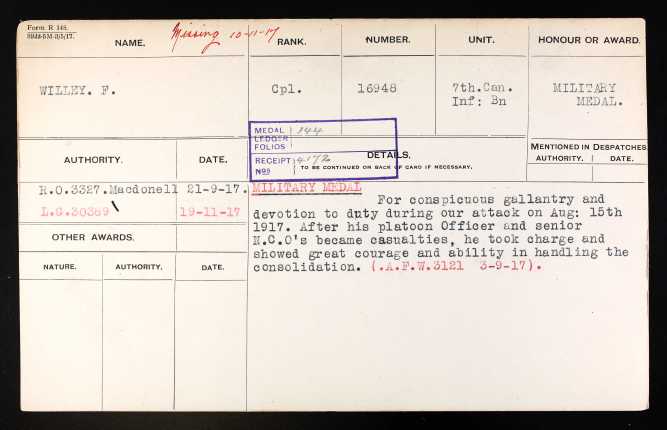 Form R 148.
Missing 10-11-17
NAME.
RANK.
NUMBER.
UNIT.
HONOUR OR AWARD.
WILLEY. F.
Cpl.
16948
7th.Can.
Inf: Bn
MILITARY
MEDAL.
MEDAL LEDGER FOLIOS 144
RECEIPT Nos 4172
DETAILS.
TO BE CONTINUED ON BACK OF CARD IF NECESSARY.
MENTIONED IN DESPATCHES
AUTHORITY. DATE.
AUTHORITY.
DATE.
R.O.3327.Macdonell 21-9-17.
L.G.30389 19-11-17
MILITARY MEDAL
For conspicuous gallantry and
devotion to duty during our attack on Aug: 15th
1917. After his platoon Officer and senior
N.C.O's became casualties, he took charge and
showed great courage and ability in handling the
consolidation. (.A.F.W.3121 3-9-17).
OTHER AWARDS.
NATURE.
AUTHORITY.
DATE.